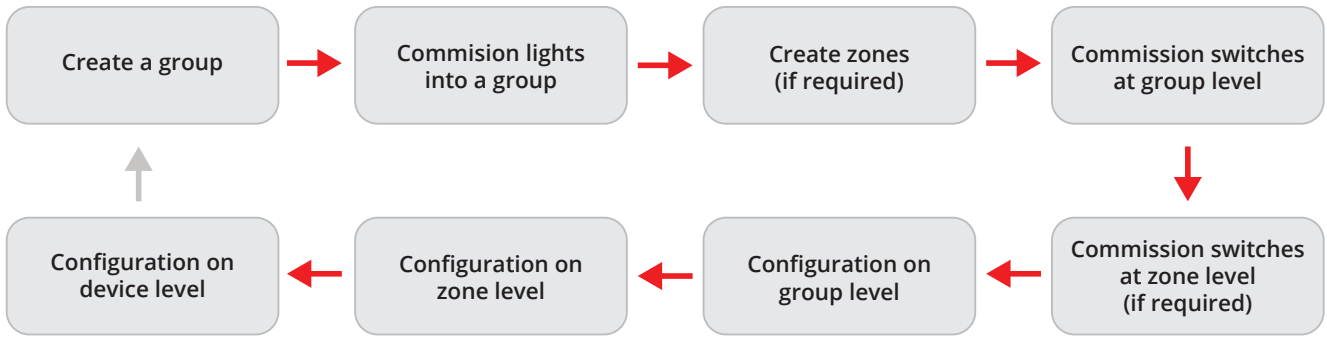 Create a group
Commision lights
into a group
Create zones
(if required)
Commission switches
at group level
Commission switches
at zone level
(if required)
Configuration on
group level
Configuration on
zone level
Configuration on
device level